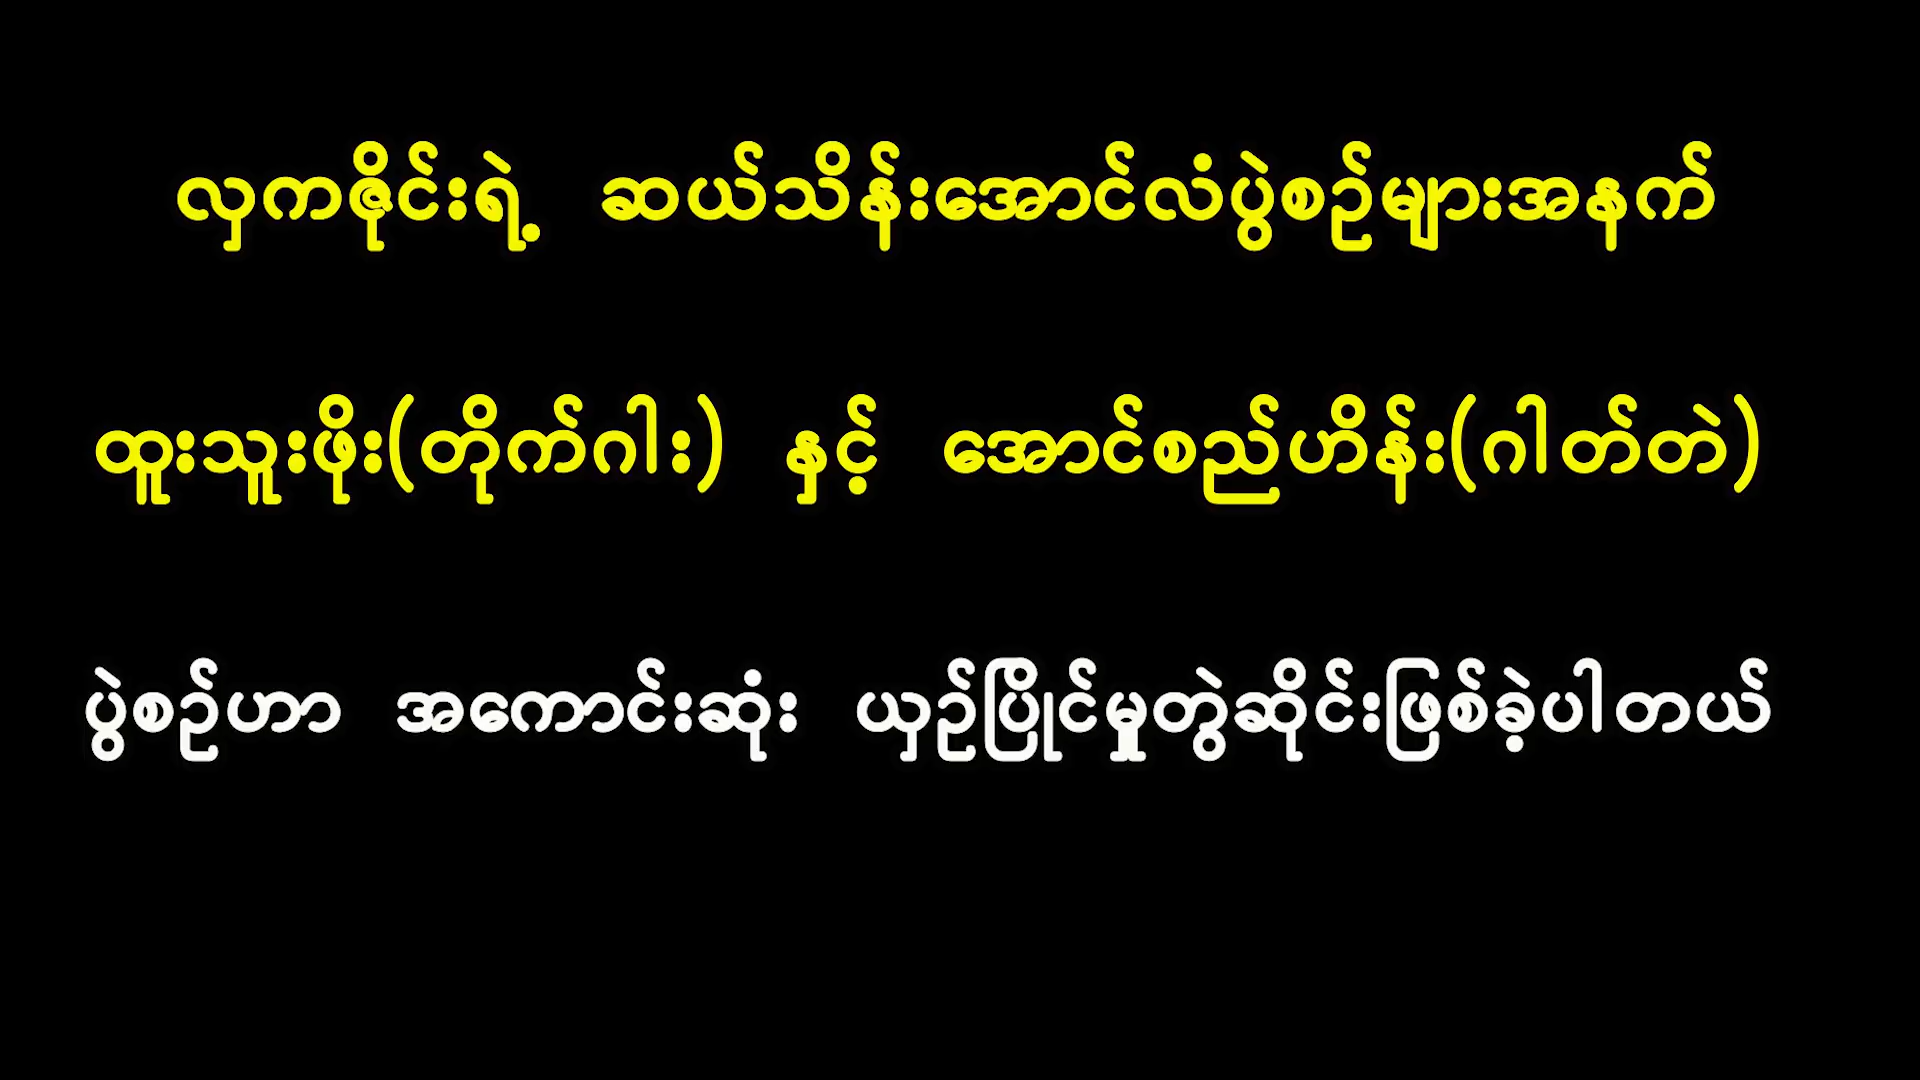 လှကဇိုင်းရဲ့ ဆယ်သိန်းအောင်လံပွဲစဉ်များအနက်
ထူးသူးဖိုး(တိုက်ဂါး) နှင့် အောင်စည်ဟိန်း(ဂါတ်တဲ)
ပွဲစဉ်ဟာ အကောင်းဆုံး ယှဉ်ပြိုင်မှုတွဲဆိုင်းဖြစ်ခဲ့ပါတယ်